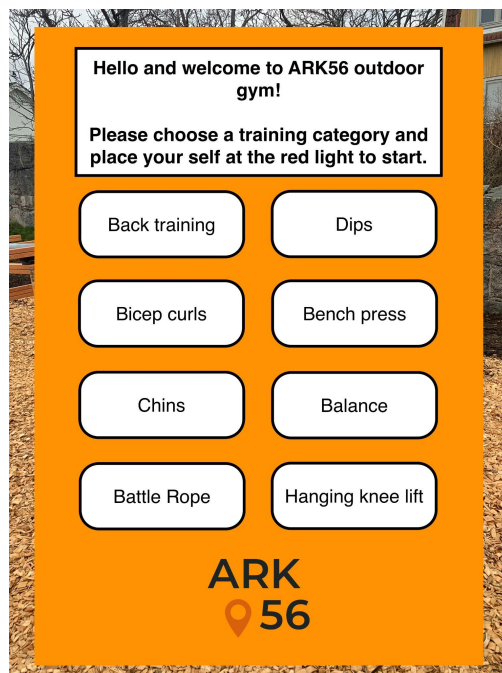 Hello and welcome to ARK56 outdoor
gym!
Please choose a training category and
place your self at the red light to start.
Back training
Dips
Bicep curls
Bench press
Chins
Balance
Battle Rope
Hanging knee lift
ARK
56